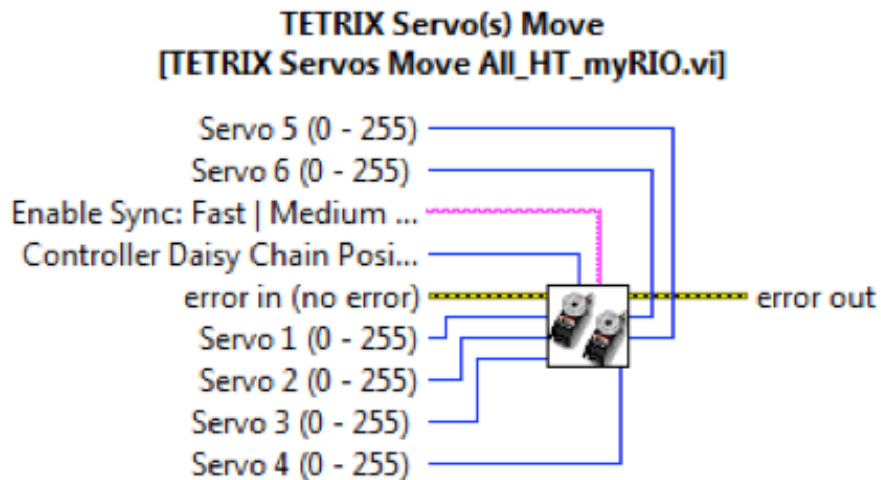 TETRIX Servo(s) Move
[TETRIX Servos Move All_HT_myRIO.vi]
Servo 5 (0 - 255)
Servo 6 (0 - 255)
Enable Sync: Fast | Medium ...
Controller Daisy Chain Posi...
error in (no error)
error out
Servo 1 (0 - 255)
Servo 2 (0 - 255)
Servo 3 (0 - 255)
Servo 4 (0 - 255)